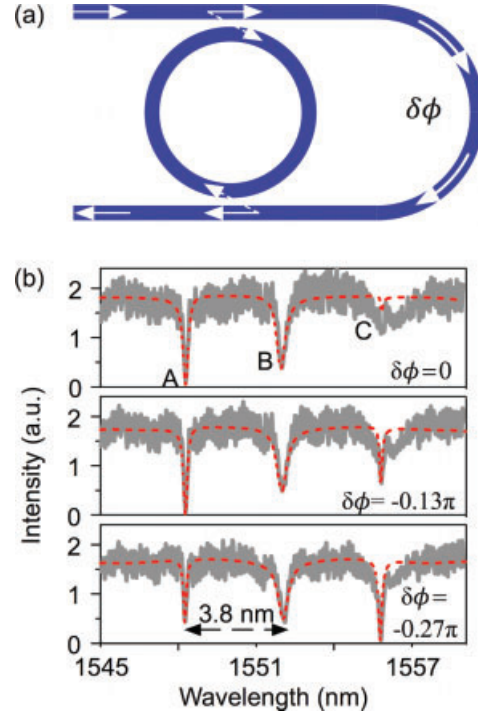 (a)
δϕ
(b)
2
1
0
A
B
C
δϕ=0
2
1
0
δϕ= -0.13π
2
1
0
3.8 nm
δϕ=
-0.27π
Intensity (a.u.)
1545
1551
1557
Wavelength (nm)